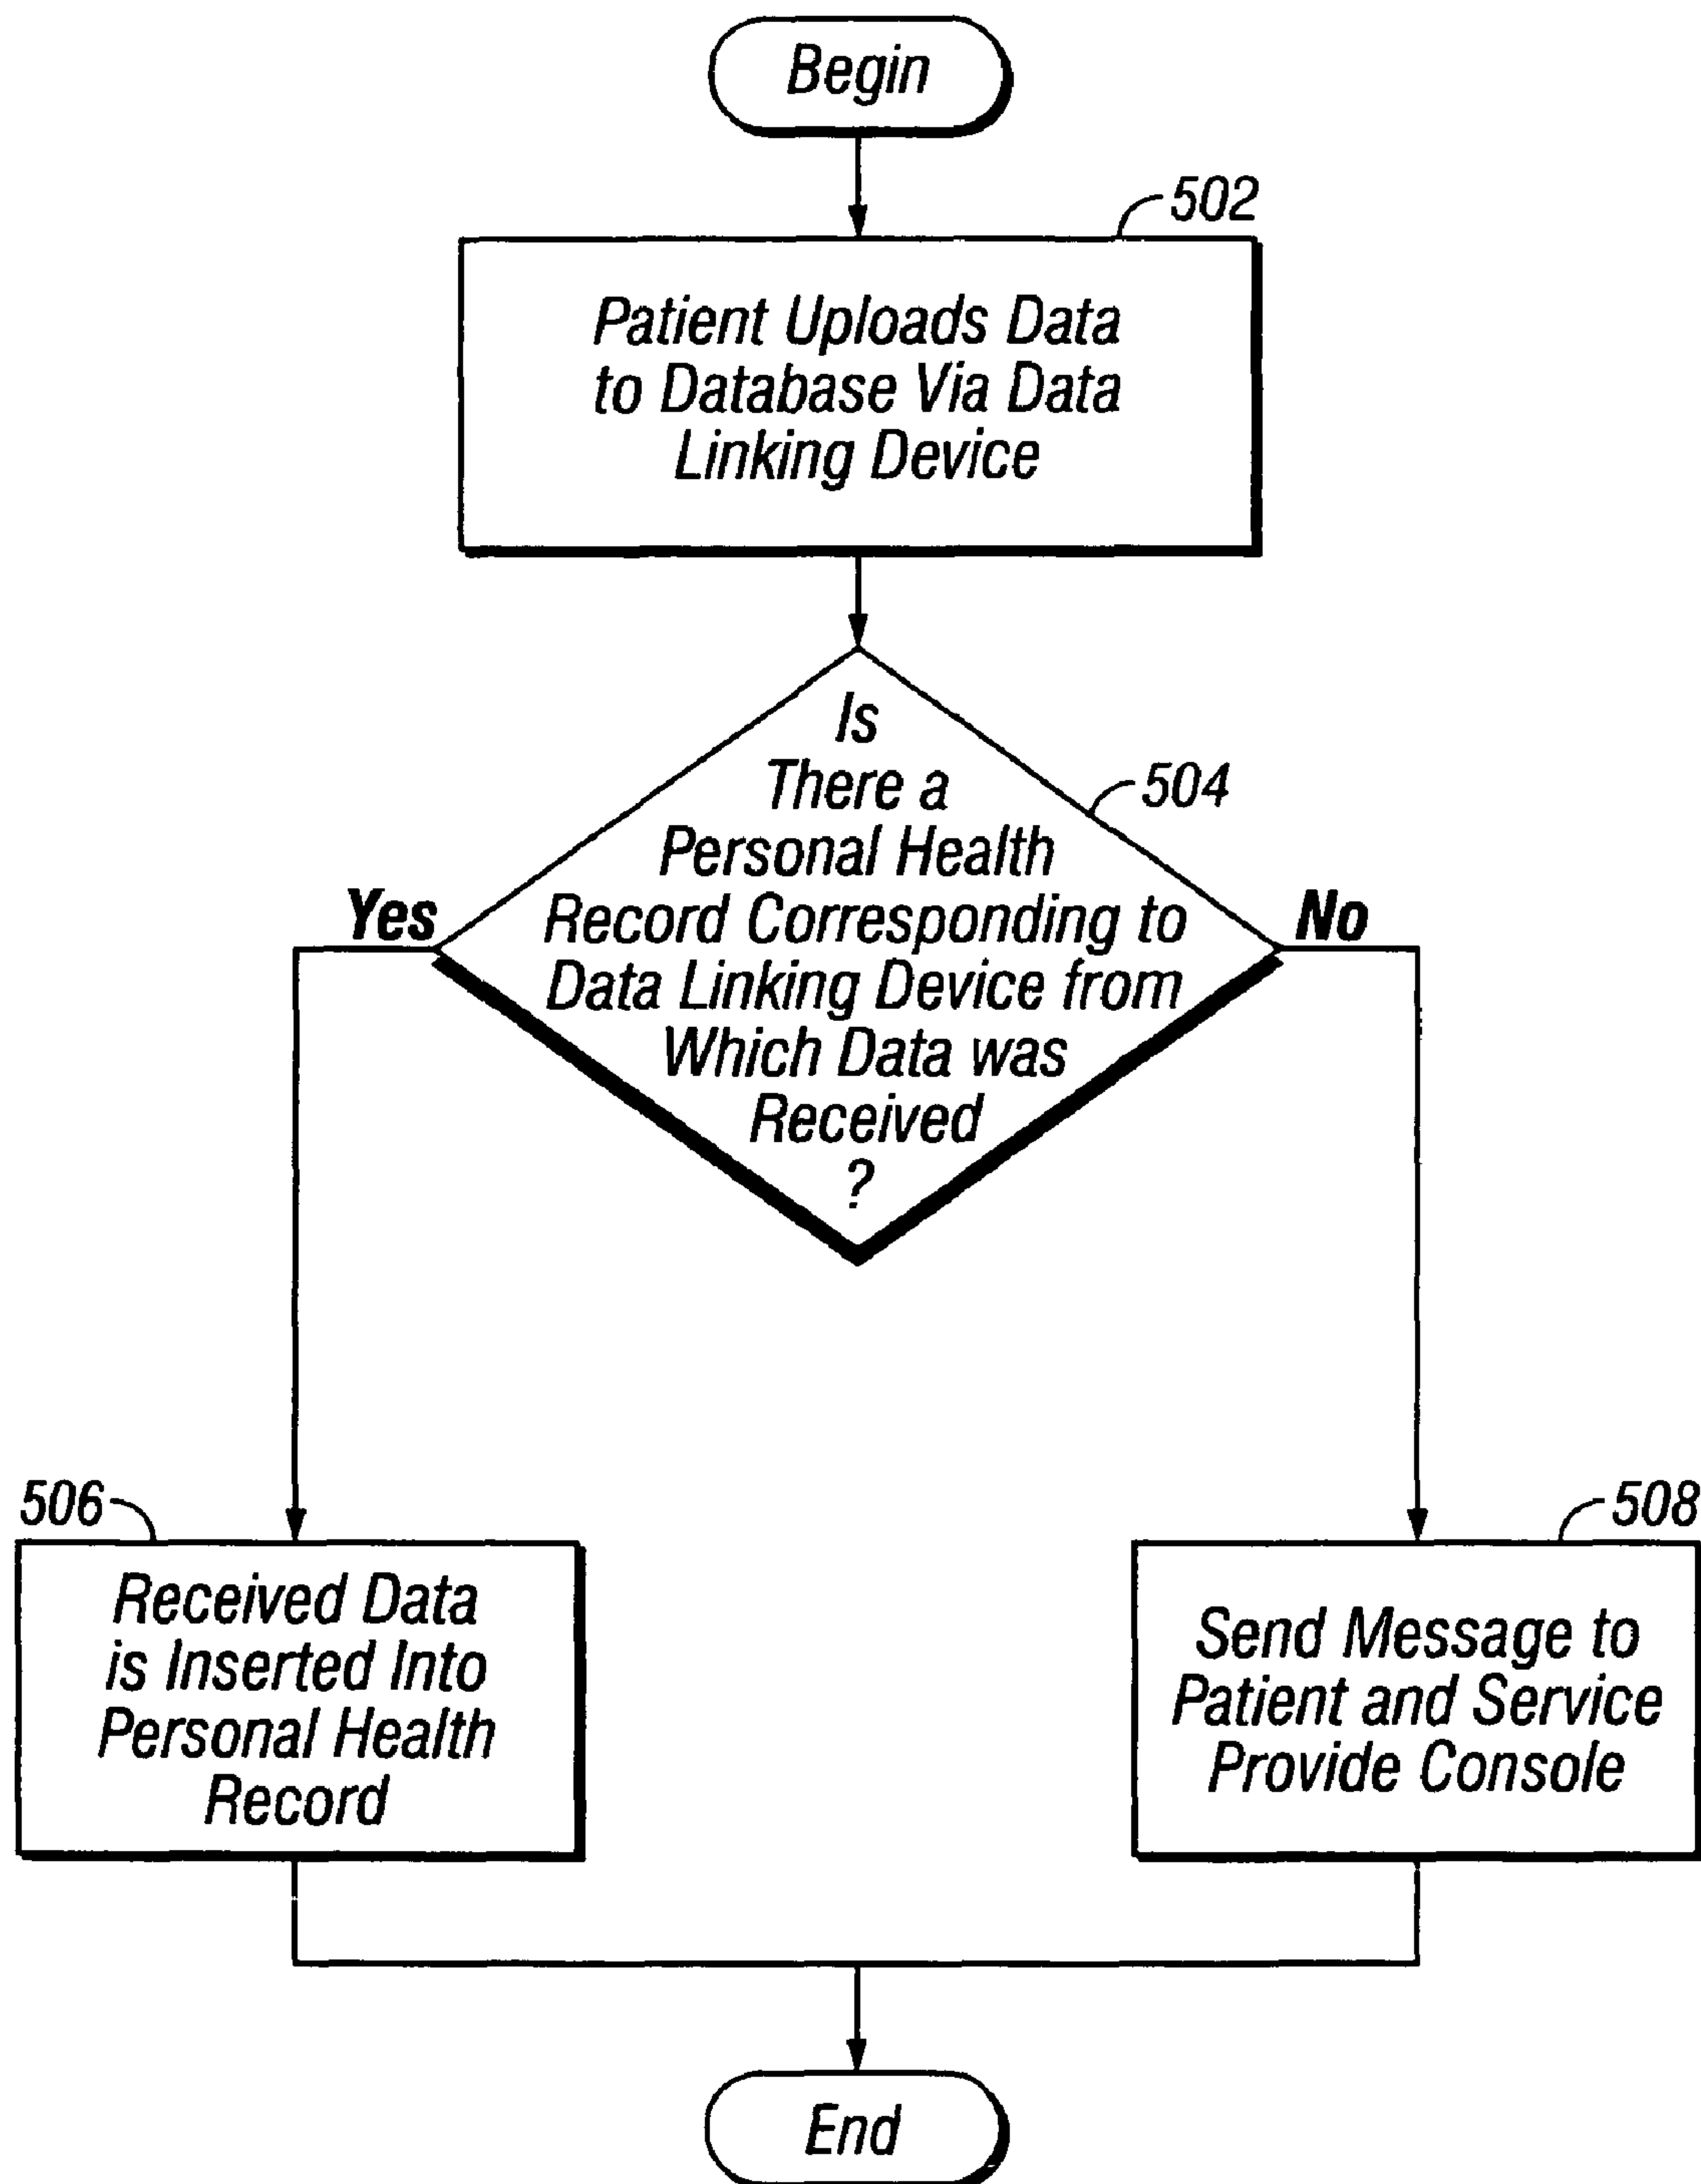 Begin
502
Patient Uploads Data
to Database Via Data
Linking Device
Is
There a
504
Personal Health
Yes
Record Corresponding to
No
Data Linking Device from
Which Data was
Received
?
506
Received Data
is Inserted Into
Personal Health
Record
508
Send Message to
Patient and Service
Provide Console
End